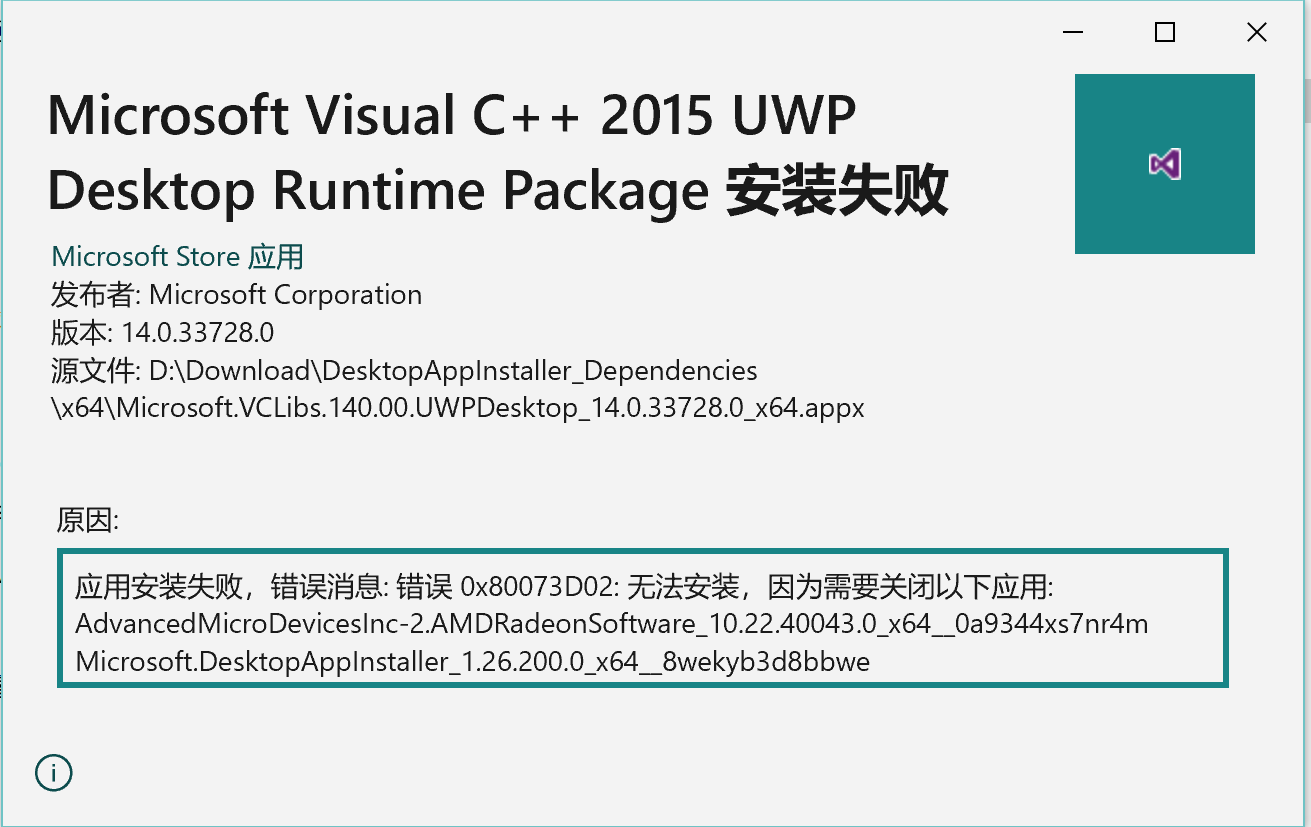 Microsoft Visual C++ 2015 UWP
Desktop Runtime Package 安装失败
Microsoft Store 应用
发布者: Microsoft Corporation
版本: 14.0.33728.0
源文件: D:\Download\DesktopAppInstaller_Dependencies
\x64\Microsoft.VCLibs.140.00.UWPDesktop_14.0.33728.0_x64.appx
原因:
应用安装失败，错误消息: 错误 0x80073D02: 无法安装，因为需要关闭以下应用:
AdvancedMicroDevicesInc-2.AMDRadeonSoftware_10.22.40043.0_x64__0a9344xs7nr4m
Microsoft.DesktopAppInstaller_1.26.200.0_x64__8wekyb3d8bbwe